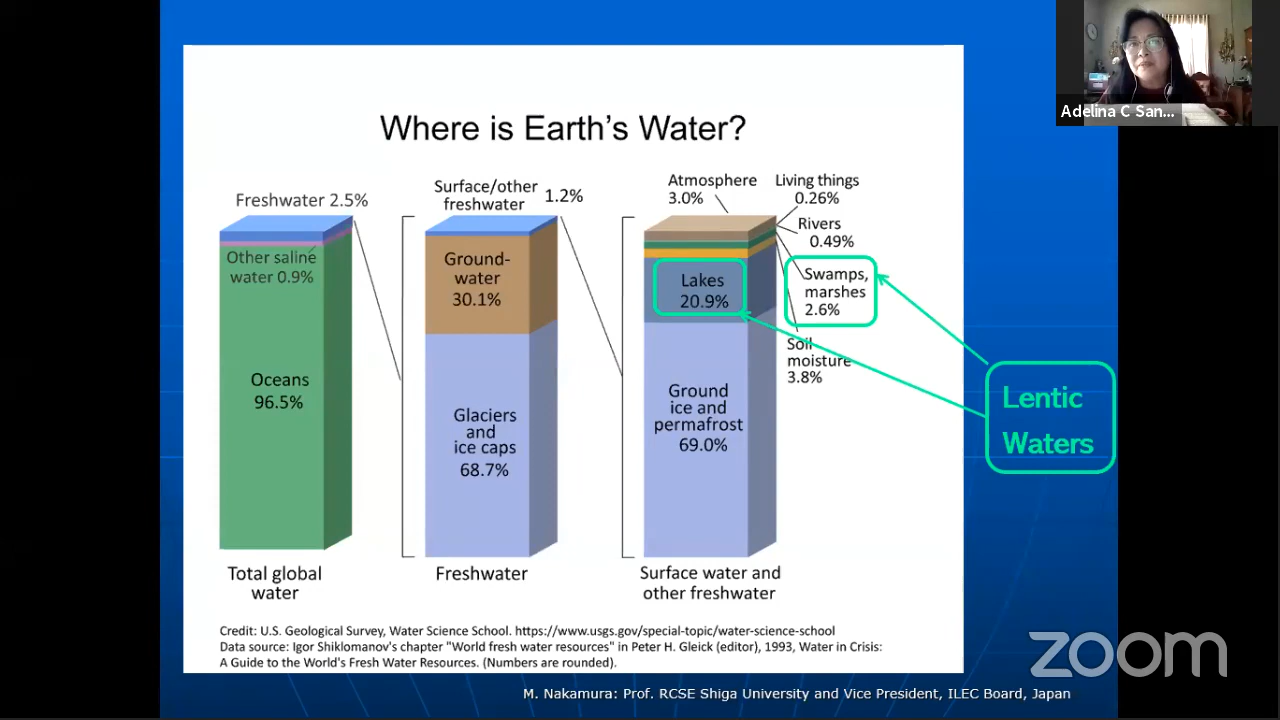 Adelina C San...
Where is Earth's Water?
Freshwater 2.5%
Other saline
water 0.9%
Oceans
96.5%
Total global
water
Surface/other
freshwater
1.2%
Ground-
water
30.1%
Glaciers
and
ice caps
68.7%
Freshwater
Atmosphere
3.0%
Living things
0.26%
Rivers
0.49%
Lakes
20.9%
Swamps,
marshes
2.6%
Soil
moisture
3.8%
Ground
ice and
permafrost
69.0%
Surface water and
other freshwater
Lentic
Waters
Credit: U.S. Geological Survey, Water Science School. https://www.usgs.gov/special-topic/water-science-school
Data source: Igor Shiklomanov's chapter "World fresh water resources" in Peter H. Gleick (editor), 1993, Water in Crisis:
A Guide to the World's Fresh Water Resources. (Numbers are rounded).
zoom
M. Nakamura: Prof. RCSE Shiga University and Vice President, ILEC Board, Japan